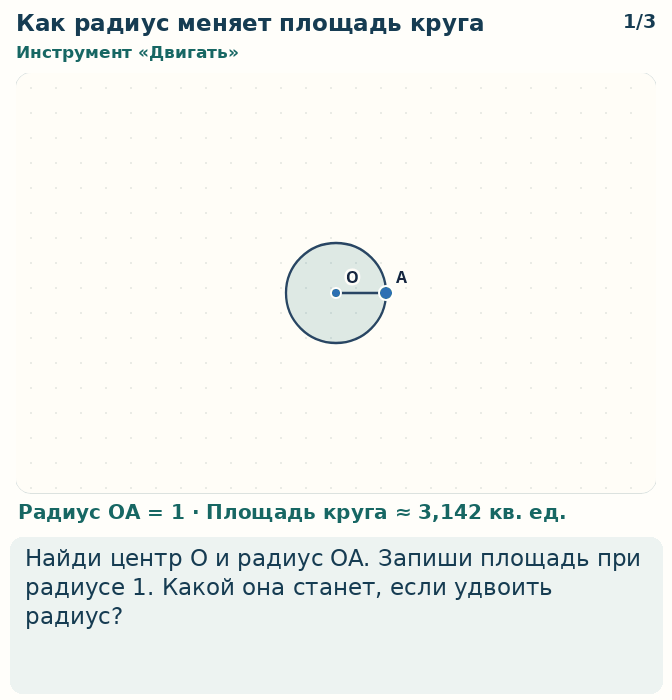 Как радиус меняет площадь круга
1/3
Инструмент «Двигать»
O
A
Радиус OA = 1 · Площадь круга ≈ 3,142 кв. ед.
Найди центр O и радиус OA. Запиши площадь при
радиусе 1. Какой она станет, если удвоить
радиус?